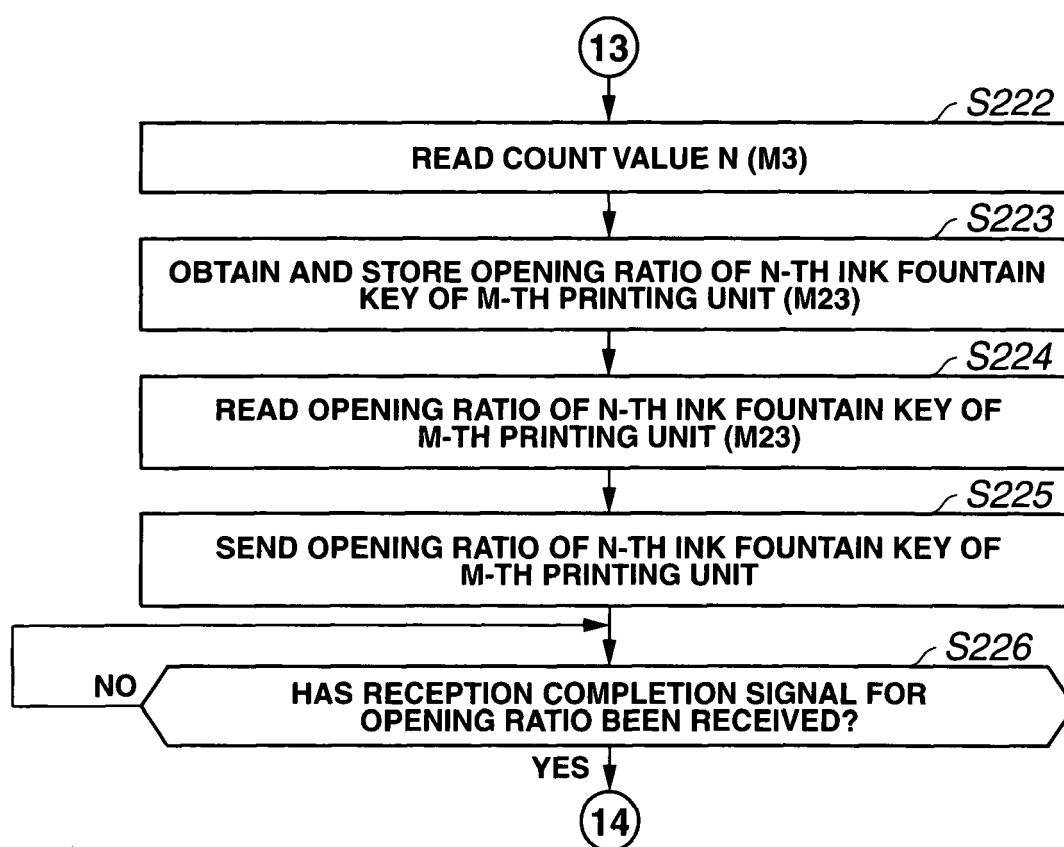 13
S222
READ COUNT VALUE N (M3)
S223
OBTAIN AND STORE OPENING RATIO OF N-TH INK FOUNTAIN
KEY OF M-TH PRINTING UNIT (M23)
S224
READ OPENING RATIO OF N-TH INK FOUNTAIN KEY OF
M-TH PRINTING UNIT (M23)
S225
SEND OPENING RATIO OF N-TH INK FOUNTAIN KEY OF
M-TH PRINTING UNIT
S226
NO
HAS RECEPTION COMPLETION SIGNAL FOR
OPENING RATIO BEEN RECEIVED?
YES
14